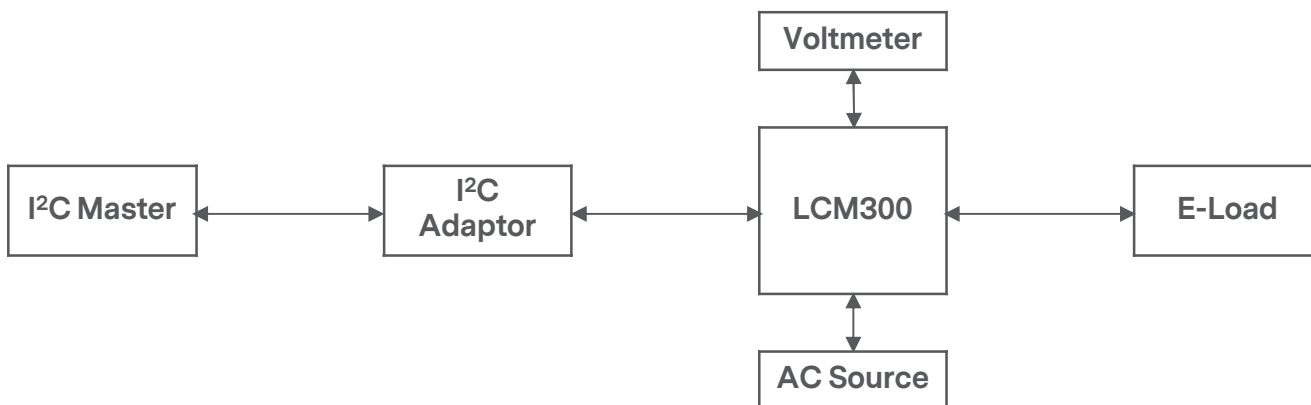 Voltmeter
I²C Master
I²C
Adaptor
LCM300
E-Load
AC Source